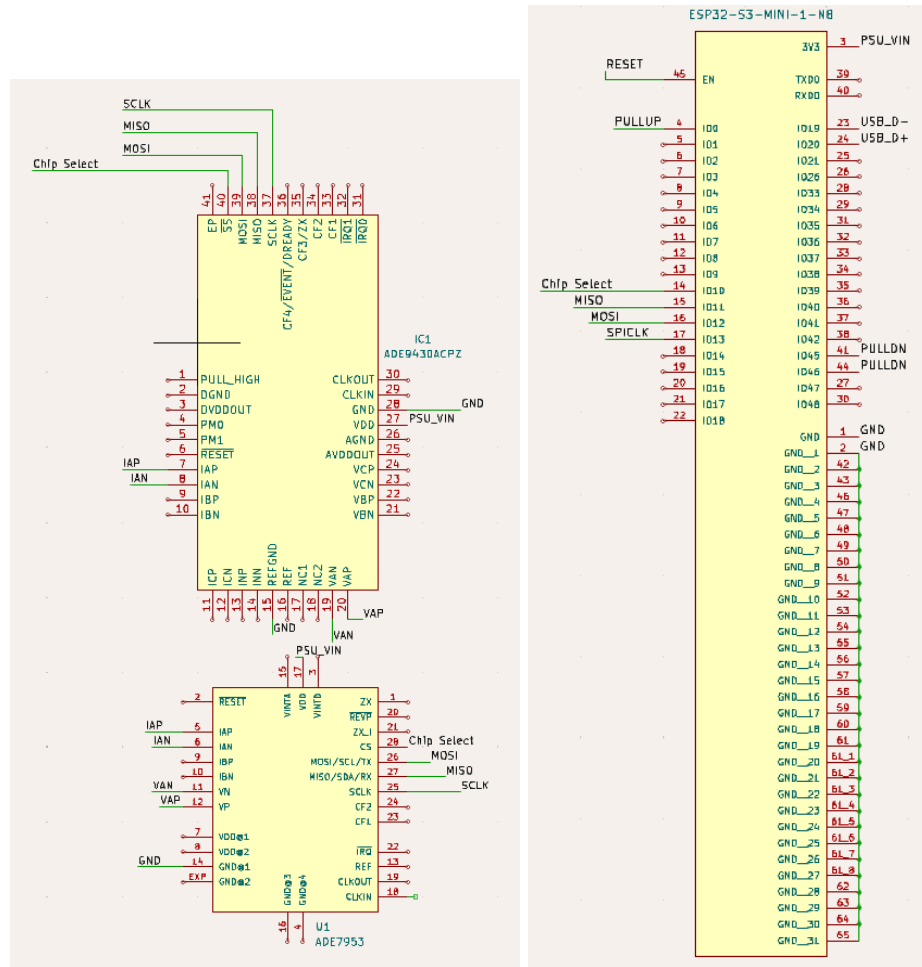 SCLK
MISO
MOSI
Chip Select
41 40 39 38 37 36 35 34 33 32 31
EP
SS
MOSI
MISO
SCLK
CF4/EVENT/DREADY
CF3/ZX
CF2
CF1
IRQ1
IRQ0
IC1
ADE9430ACPZ
1 PULL_HIGH CLKOUT 30
2 DGND CLKIN 29
3 DVDDOUT GND 28 GND
4 PM0 VDD 27 PSU_VIN
5 PM1 AGND 26
6 RESET AVDDOUT 25
IAP 7 IAP VCP 24
IAN 8 IAN VCN 23
9 IBP VBP 22
10 IBN VBN 21
ICP
ICN
INP
INN
REFGND
REF
NC1
NC2
VAN
VAP
11 12 13 14 15 16 17 18 19 20
GND
VAN
VAP
PSU_VIN
15 17 3
VINTA
VDD
VINTD
2 RESET ZX 1
REVP 20
IAP 5 IAP ZX_I 21
IAN 6 IAN CS 28 Chip Select
9 IBP MOSI/SCL/TX 26 MOSI
10 IBN MISO/SDA/RX 27 MISO
VAN 11 VN SCLK 25 SCLK
VAP 12 VP CF2 24
CF1 23
7 VDD@1
8 VDD@2 IRQ 22
GND 14 GND@1 REF 13
EXP GND@2 CLKOUT 19
CLKIN 18
GND@3
GND@4
16 4
U1
ADE7953
ESP32-S3-MINI-1-N8
3V3 3 PSU_VIN
RESET 45 EN TXD0 39
RXD0 40
PULLUP 4 IO0 IO19 23 USB_D-
5 IO1 IO20 24 USB_D+
6 IO2 IO21 25
7 IO3 IO26 26
8 IO4 IO33 28
9 IO5 IO34 29
10 IO6 IO35 31
11 IO7 IO36 32
12 IO8 IO37 33
13 IO9 IO38 34
Chip Select 14 IO10 IO39 35
MISO 15 IO11 IO40 36
MOSI 16 IO12 IO41 37
SPICLK 17 IO13 IO42 38
18 IO14 IO45 41 PULLDN
19 IO15 IO46 44 PULLDN
20 IO16 IO47 27
21 IO17 IO48 30
22 IO18
GND 1 GND
GND_1 2 GND
GND_2 42
GND_3 43
GND_4 46
GND_5 47
GND_6 48
GND_7 49
GND_8 50
GND_9 51
GND_10 52
GND_11 53
GND_12 54
GND_13 55
GND_14 56
GND_15 57
GND_16 58
GND_17 59
GND_18 60
GND_19 61
GND_20 61_1
GND_21 61_2
GND_22 61_3
GND_23 61_4
GND_24 61_5
GND_25 61_6
GND_26 61_7
GND_27 61_8
GND_28 62
GND_29 63
GND_30 64
GND_31 65